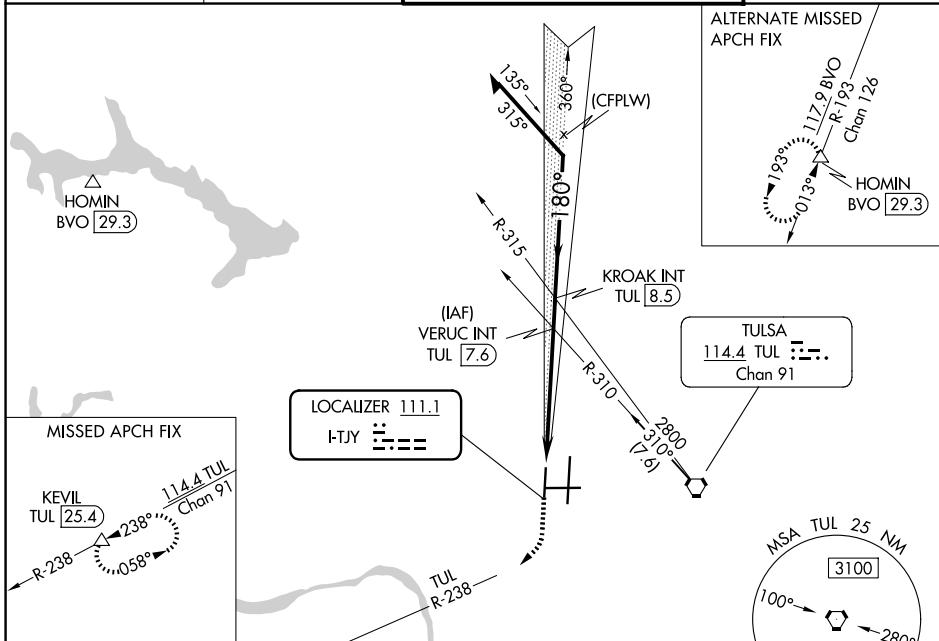 ALTERNATE MISSED
APCH FIX
117.9 BVO
R-193
Chan 126
193°
013°
HOMIN
BVO 29.3
135°
315°
360°
(CFPLW)
180°
HOMIN
BVO 29.3
R-315
KROAK INT
TUL 8.5
(IAF)
VERUC INT
TUL 7.6
R-310
TULSA
114.4 TUL
Chan 91
2800
310°
(7.6)
LOCALIZER 111.1
I-TJY
MISSED APCH FIX
KEVIL
TUL 25.4
114.4 TUL
Chan 91
238°
058°
R-238
TUL
R-238
MSA TUL 25 NM
3100
100°
280°